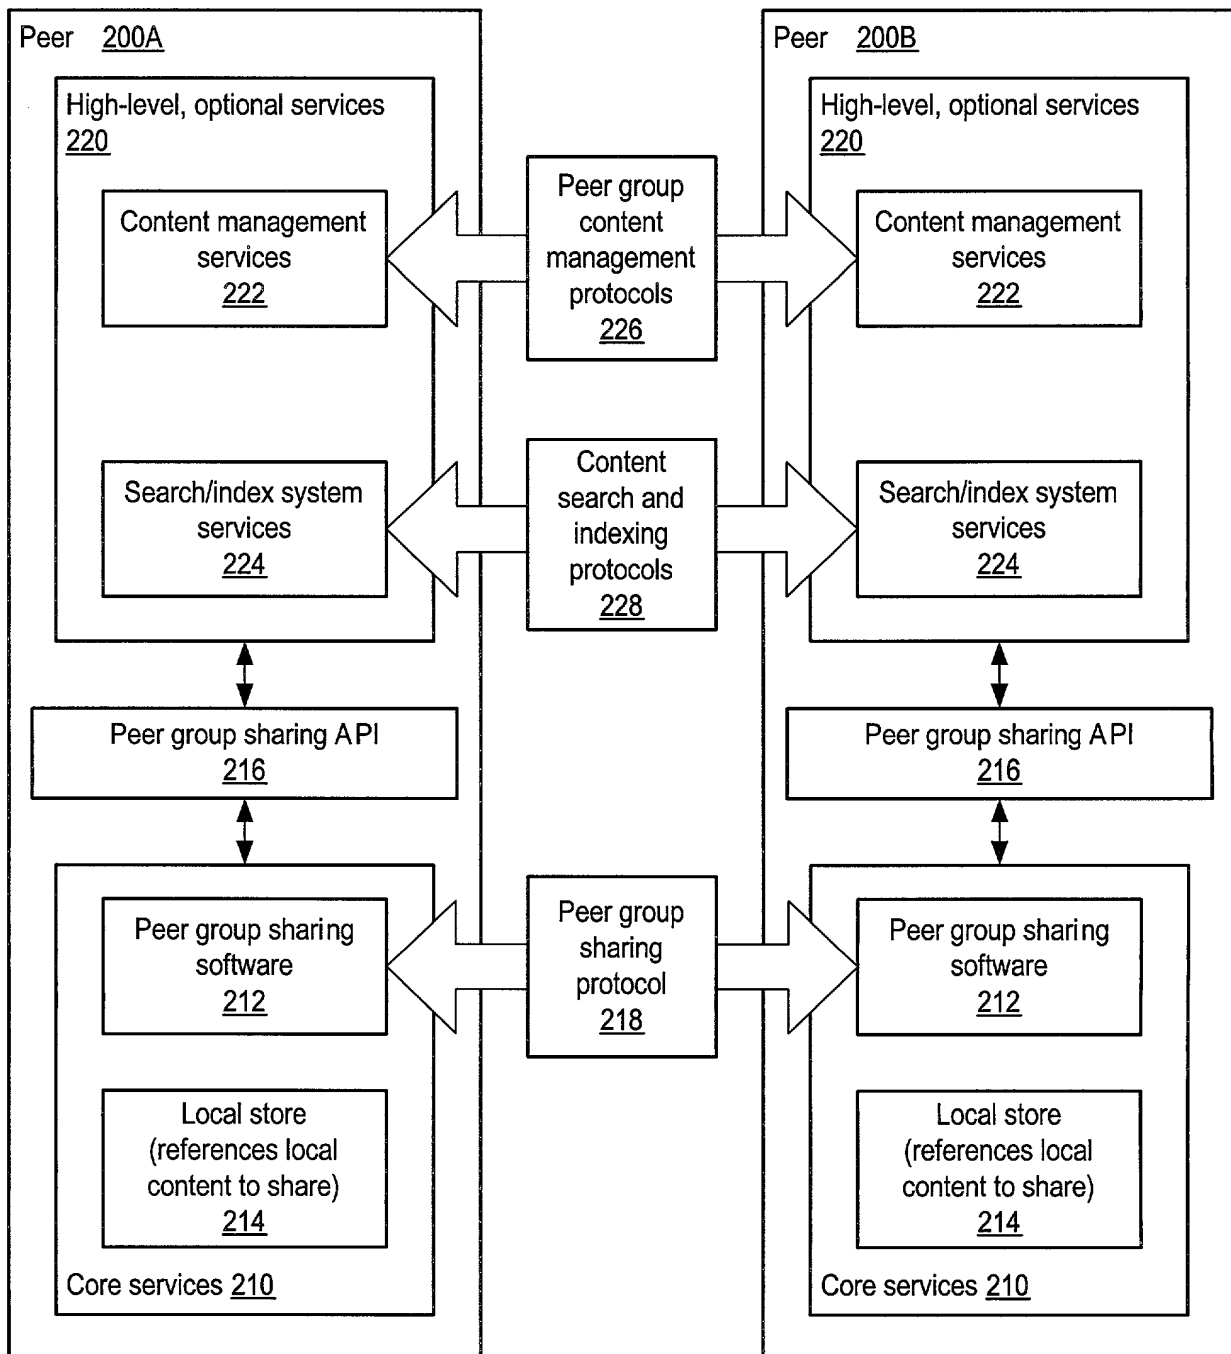 Peer 200A
High-level, optional services
220
Content management
services
222
Search/index system
services
224
Peer group sharing API
216
Peer group sharing
software
212
Local store
(references local
content to share)
214
Core services 210
Peer group
content
management
protocols
226
Content
search and
indexing
protocols
228
Peer group
sharing
protocol
218
Peer 200B
High-level, optional services
220
Content management
services
222
Search/index system
services
224
Peer group sharing API
216
Peer group sharing
software
212
Local store
(references local
content to share)
214
Core services 210